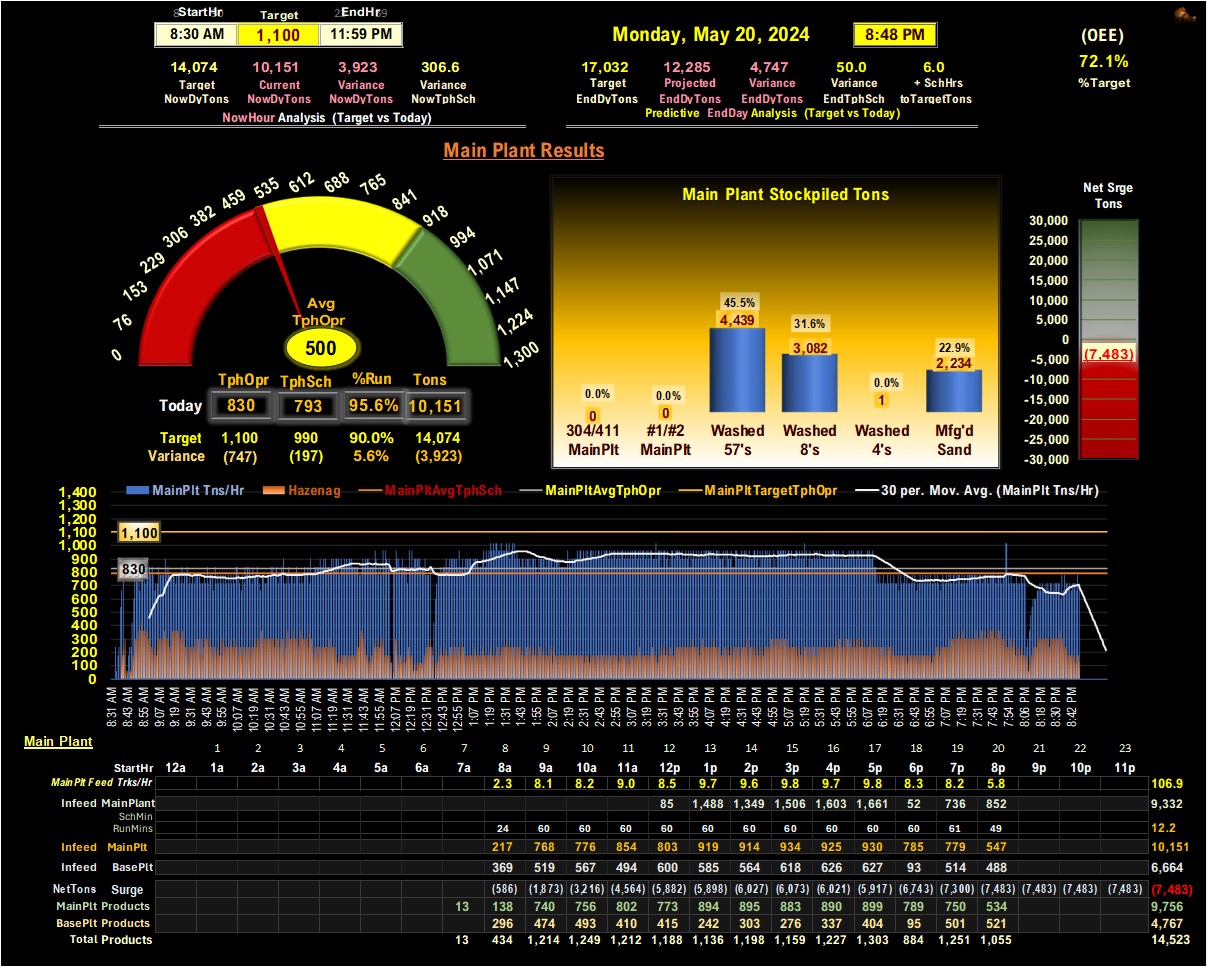 StartHr Target EndHr
8:30 AM 1,100 11:59 PM
Monday, May 20, 2024 8:48 PM
(OEE)
72.1%
%Target
14,074 10,151 3,923 306.6
Target Current Variance Variance
NowDyTons NowDyTons NowDyTons NowTphSch
NowHour Analysis (Target vs Today)
17,032 12,285 4,747 50.0 6.0
Target Projected Variance Variance + SchHrs
EndDyTons EndDyTons EndDyTons EndTphSch toTargetTons
Predictive EndDay Analysis (Target vs Today)
Main Plant Results
0 76 153 229 306 382 459 535 612 688 765 841 918 994 1,071 1,147 1,224 1,300
Avg
TphOpr
500
TphOpr TphSch %Run Tons
Today 830 793 95.6% 10,151
Target 1,100 990 90.0% 14,074
Variance (747) (197) 5.6% (3,923)
Main Plant Stockpiled Tons
0.0% 0.0% 45.5% 31.6% 0.0% 22.9%
0 0 4,439 3,082 1 2,234
304/411 #1/#2 Washed Washed Washed Mfg'd
MainPlt MainPlt 57's 8's 4's Sand
Net Srge
Tons
30,000
25,000
20,000
15,000
10,000
5,000
0
-5,000
-10,000
-15,000
-20,000
-25,000
-30,000
(7,483)
MainPlt Tns/Hr Hazenag MainPltAvgTphSch MainPltAvgTphOpr MainPltTargetTphOpr 30 per. Mov. Avg. (MainPlt Tns/Hr)
1,400
1,300
1,200
1,100
1,000
900
800
700
600
500
400
300
200
100
0
1,100
830
8:31 AM 8:43 AM 8:55 AM 9:07 AM 9:19 AM 9:31 AM 9:43 AM 9:55 AM 10:07 AM 10:19 AM 10:31 AM 10:43 AM 10:55 AM 11:07 AM 11:19 AM 11:31 AM 11:43 AM 11:55 AM 12:07 PM 12:19 PM 12:31 PM 12:43 PM 12:55 PM 1:07 PM 1:19 PM 1:31 PM 1:43 PM 1:55 PM 2:07 PM 2:19 PM 2:31 PM 2:43 PM 2:55 PM 3:07 PM 3:19 PM 3:31 PM 3:43 PM 3:55 PM 4:07 PM 4:19 PM 4:31 PM 4:43 PM 4:55 PM 5:07 PM 5:19 PM 5:31 PM 5:43 PM 5:55 PM 6:07 PM 6:19 PM 6:31 PM 6:43 PM 6:55 PM 7:07 PM 7:19 PM 7:31 PM 7:43 PM 7:54 PM 8:06 PM 8:18 PM 8:30 PM 8:42 PM
Main Plant
1 2 3 4 5 6 7 8 9 10 11 12 13 14 15 16 17 18 19 20 21 22 23
StartHr 12a 1a 2a 3a 4a 5a 6a 7a 8a 9a 10a 11a 12p 1p 2p 3p 4p 5p 6p 7p 8p 9p 10p 11p
MainPlt Feed Trks/Hr 2.3 8.1 8.2 9.0 8.5 9.7 9.6 9.8 9.7 9.8 8.3 8.2 5.8 106.9
Infeed MainPlant 85 1,488 1,349 1,506 1,603 1,661 52 736 852 9,332
SchMin
RunMins 24 60 60 60 60 60 60 60 60 60 60 61 49 12.2
Infeed MainPlt 217 768 776 854 803 919 914 934 925 930 785 779 547 10,151
Infeed BasePlt 369 519 567 494 600 585 564 618 626 627 93 514 488 6,664
NetTons Surge (586) (1,873) (3,216) (4,564) (5,882) (5,898) (6,027) (6,073) (6,021) (5,917) (6,743) (7,300) (7,483) (7,483) (7,483) (7,483) (7,483)
MainPlt Products 13 138 740 756 802 773 894 895 883 890 899 789 750 534 9,756
BasePlt Products 296 474 493 410 415 242 303 276 337 404 95 501 521 4,767
Total Products 13 434 1,214 1,249 1,212 1,188 1,136 1,198 1,159 1,227 1,303 884 1,251 1,055 14,523